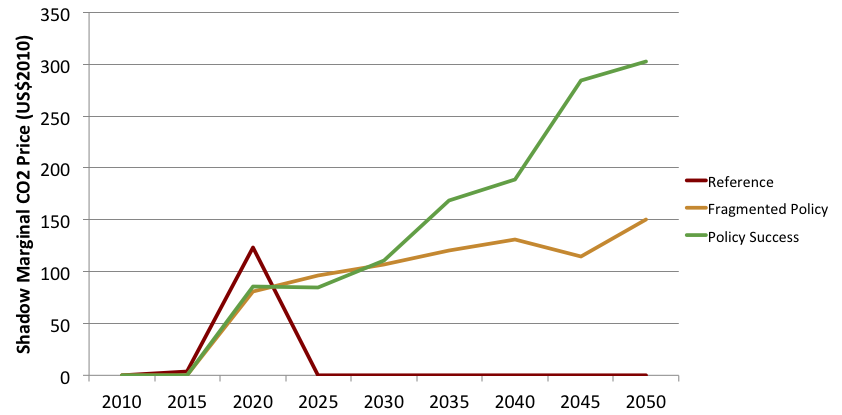 Shadow Marginal CO2 Price (US$2010)
350
300
250
200
150
100
50
0
2010 2015 2020 2025 2030 2035 2040 2045 2050
Reference
Fragmented Policy
Policy Success